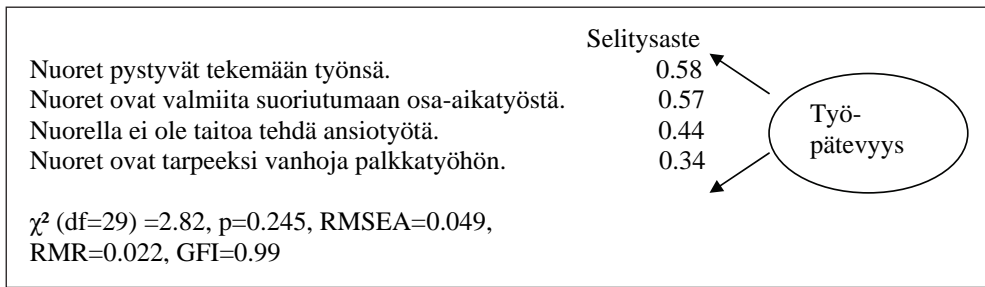 Selitysaste
Nuoret pystyvät tekemään työnsä. 0.58
Nuoret ovat valmiita suoriutumaan osa-aikatyöstä. 0.57
Nuorella ei ole taitoa tehdä ansiotyötä. 0.44
Nuoret ovat tarpeeksi vanhoja palkkatyöhön. 0.34
Työ-
pätevyys
χ² (df=29) =2.82, p=0.245, RMSEA=0.049,
RMR=0.022, GFI=0.99